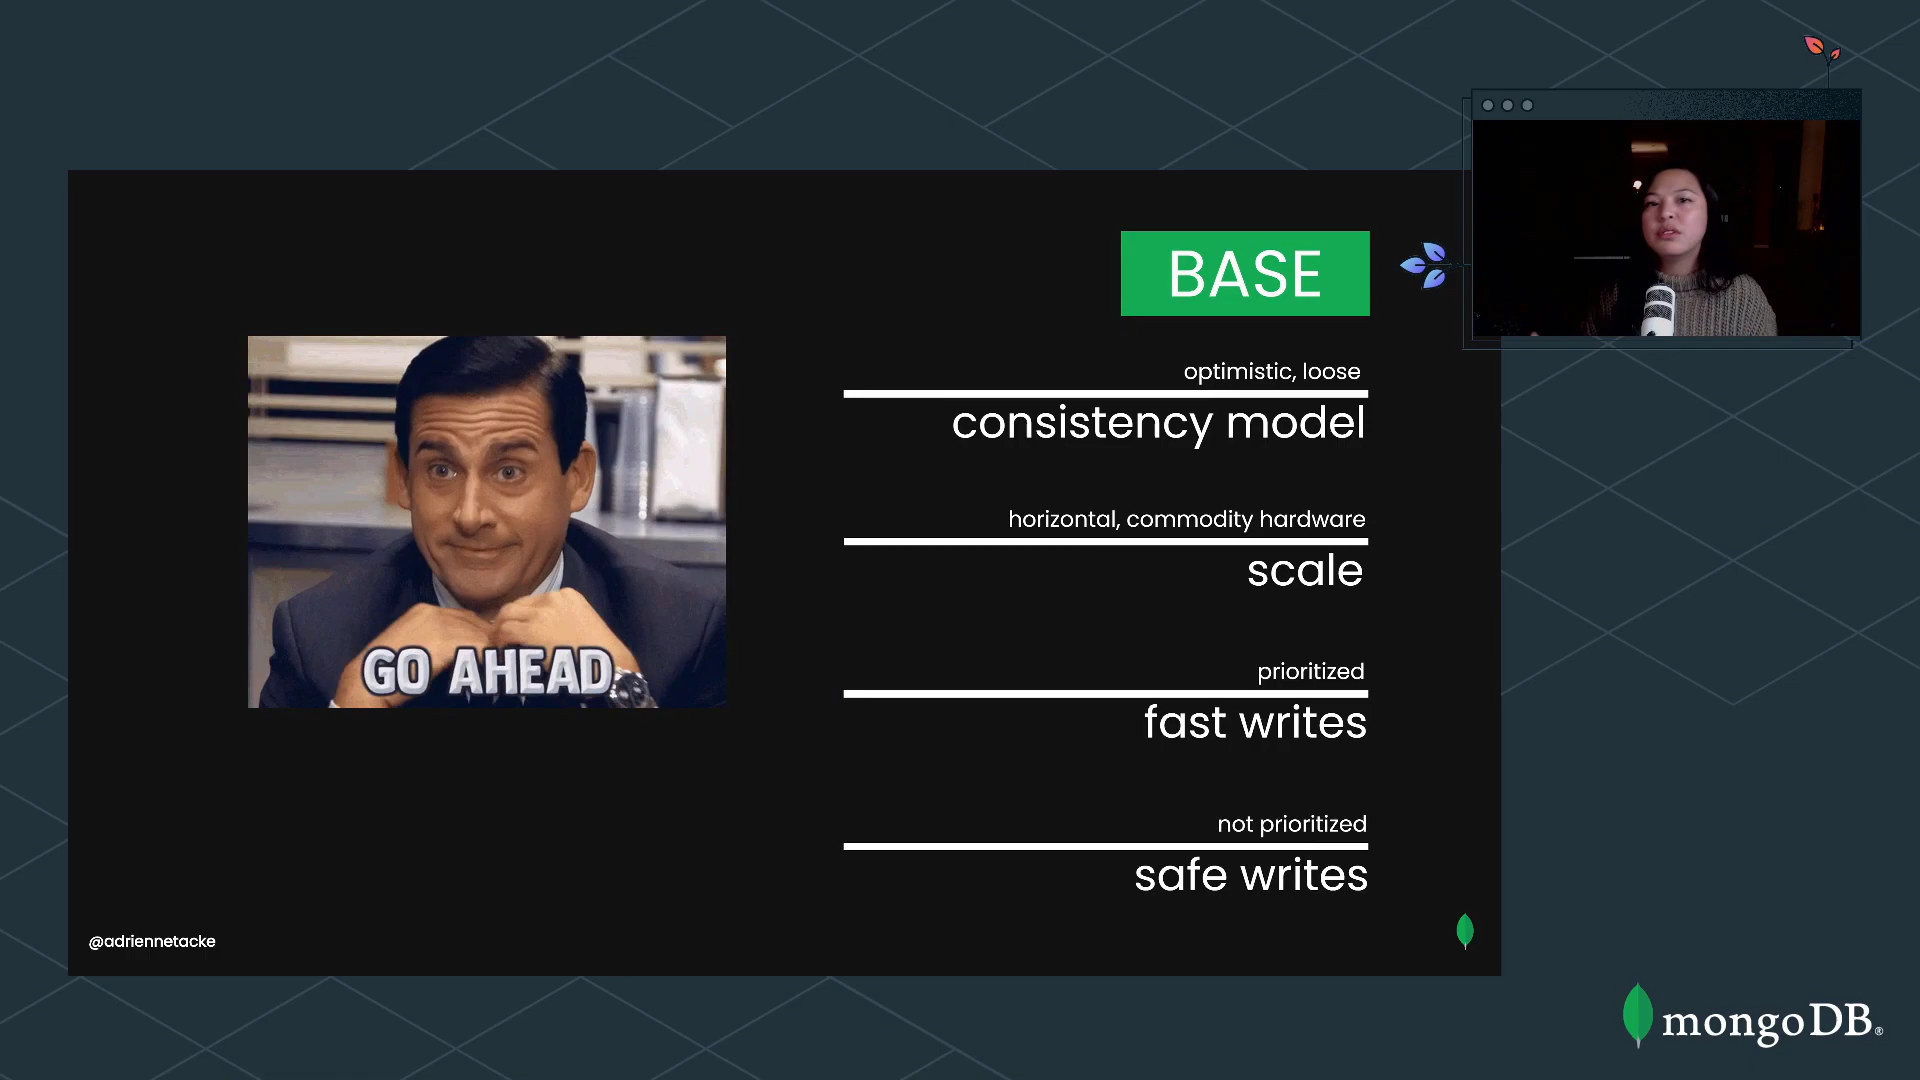 BASE
optimistic, loose
consistency model
horizontal, commodity hardware
scale
prioritized
fast writes
not prioritized
safe writes
GO AHEAD
@adriennetacke
mongoDB®